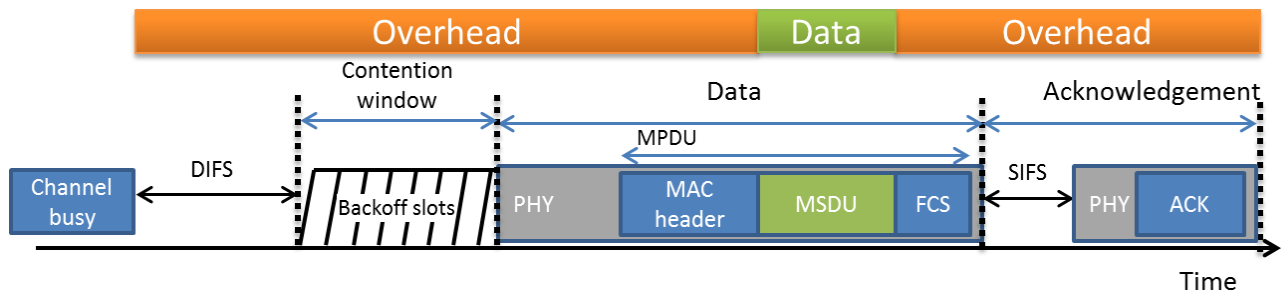 Overhead
Data
Overhead
Contention
window
Data
Acknowledgement
MPDU
DIFS
SIFS
Channel
busy
Backoff slots
PHY
MAC
header
MSDU
FCS
PHY
ACK
Time